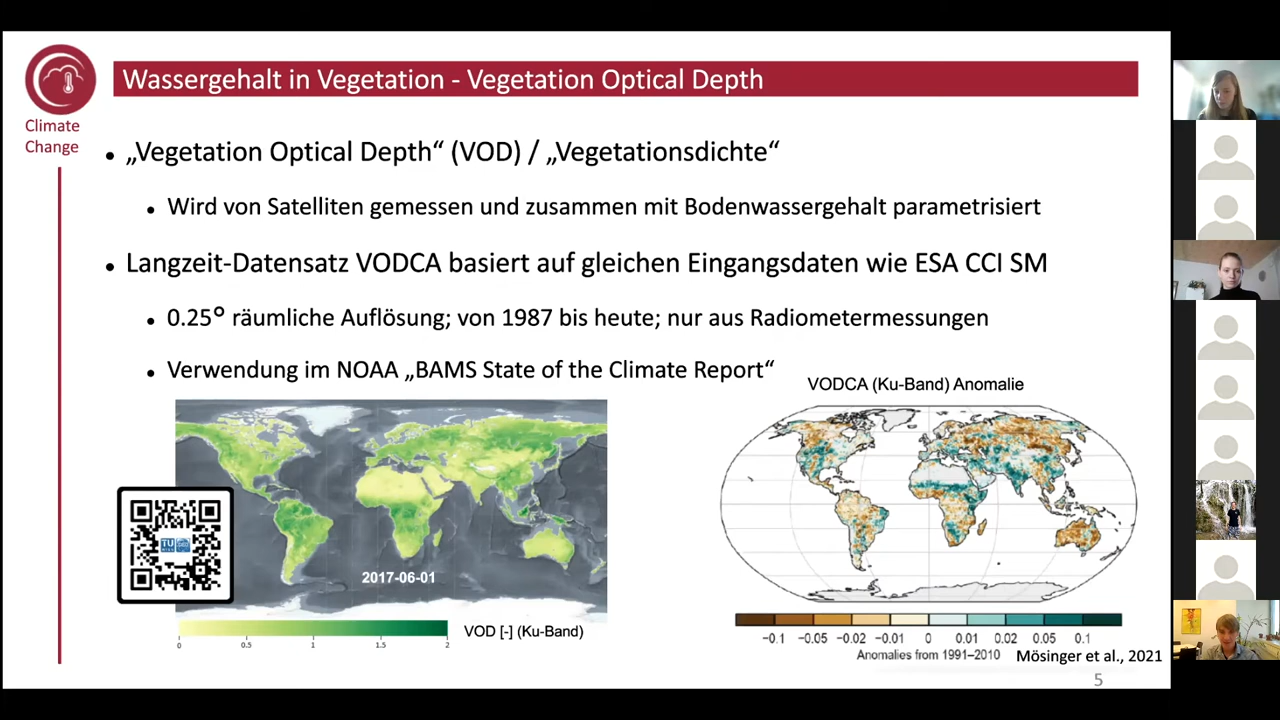 Wassergehalt in Vegetation - Vegetation Optical Depth
Climate
Change
• „Vegetation Optical Depth“ (VOD) / „Vegetationsdichte“
• Wird von Satelliten gemessen und zusammen mit Bodenwassergehalt parametrisiert
• Langzeit-Datensatz VODCA basiert auf gleichen Eingangsdaten wie ESA CCI SM
• 0.25° räumliche Auflösung; von 1987 bis heute; nur aus Radiometermessungen
• Verwendung im NOAA „BAMS State of the Climate Report“
VODCA (Ku-Band) Anomalie
TU
2017-06-01
VOD [-] (Ku-Band)
0 0.5 1 1.5 2
−0.1 −0.05 −0.02 −0.01 0 0.01 0.02 0.05 0.1
Anomalies from 1991–2010
Mösinger et al., 2021
5